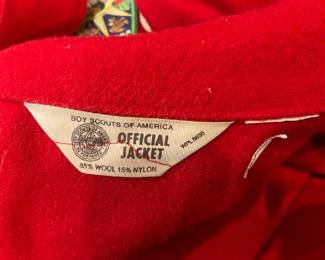 BOY SCOUTS OF AMERICA
OFFICIAL
JACKET
85% WOOL 15% NYLON